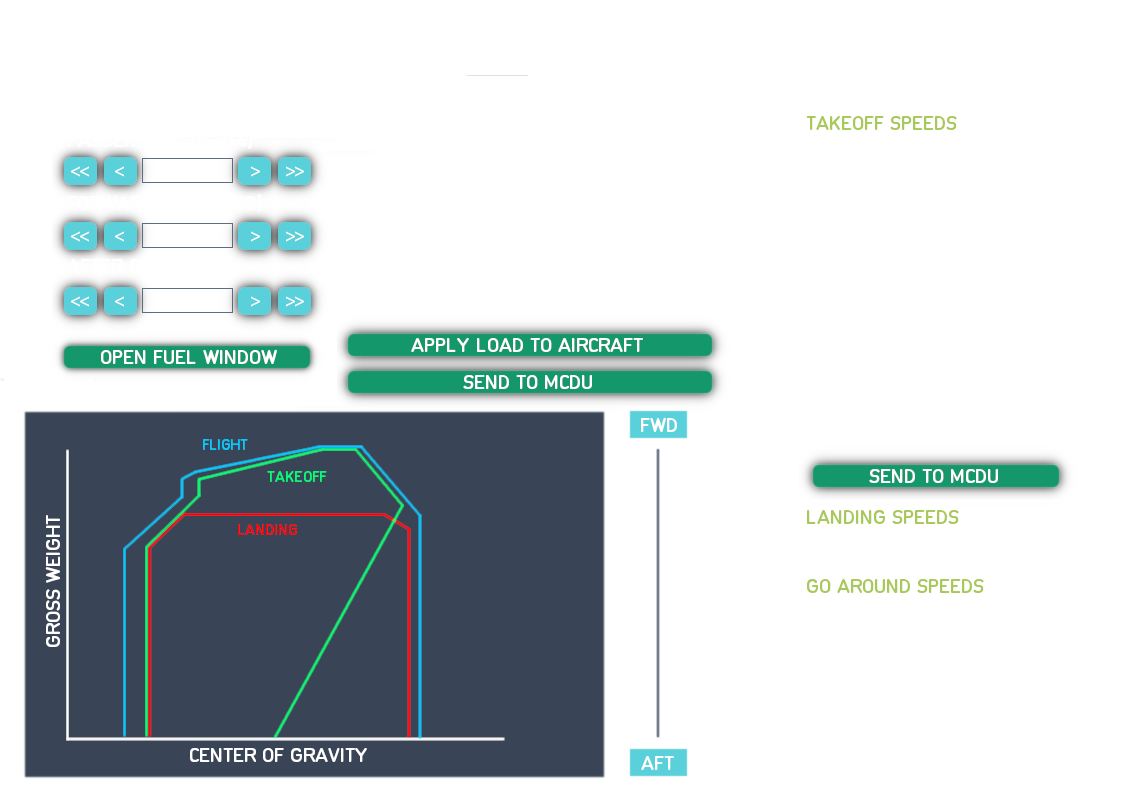 TAKEOFF SPEEDS
<< < > >>
<< < > >>
<< < > >>
OPEN FUEL WINDOW
APPLY LOAD TO AIRCRAFT
SEND TO MCDU
FLIGHT
TAKEOFF
LANDING
GROSS WEIGHT
CENTER OF GRAVITY
FWD
AFT
SEND TO MCDU
LANDING SPEEDS
GO AROUND SPEEDS